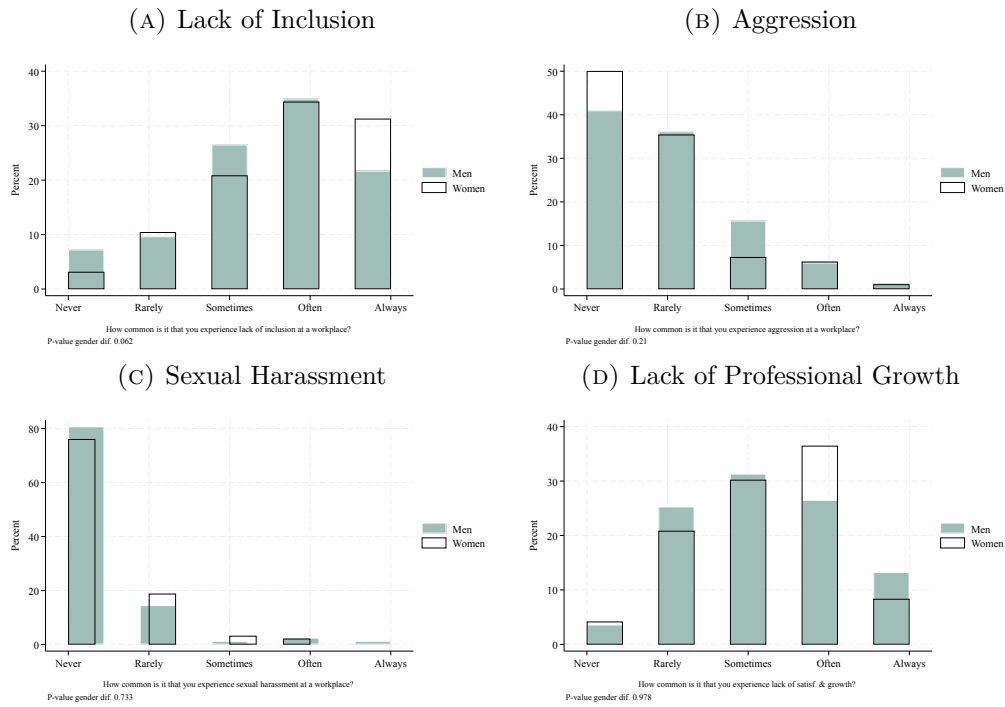 (A) Lack of Inclusion
40
30
20
10
0
Percent
Never Rarely Sometimes Often Always
Men
Women
How common is it that you experience lack of inclusion at a workplace?
P-value gender dif. 0.062
(B) Aggression
50
40
30
20
10
0
Percent
Never Rarely Sometimes Often Always
Men
Women
How common is it that you experience aggression at a workplace?
P-value gender dif. 0.21
(C) Sexual Harassment
80
60
40
20
0
Percent
Never Rarely Sometimes Often Always
Men
Women
How common is it that you experience sexual harassment at a workplace?
P-value gender dif. 0.733
(D) Lack of Professional Growth
40
30
20
10
0
Percent
Never Rarely Sometimes Often Always
Men
Women
How common is it that you experience lack of satisf. & growth?
P-value gender dif. 0.978